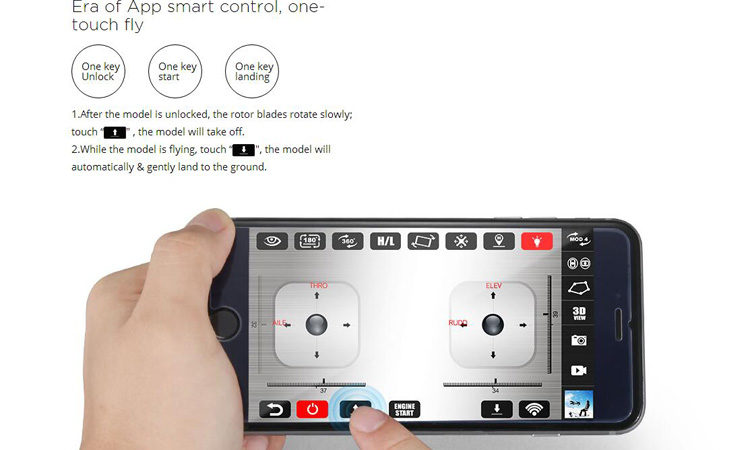 Era of App smart control, one-
touch fly
One key
Unlock
One key
start
One key
landing
1.After the model is unlocked, the rotor blades rotate slowly;
touch “ ” , the model will take off.
2.While the model is flying, touch “ ”, the model will
automatically & gently land to the ground.
180°
360°
H/L
MOD 4
THRO
ELEV
AILE
RUDD
3D
VIEW
33
39
37
34
ENGINE
START